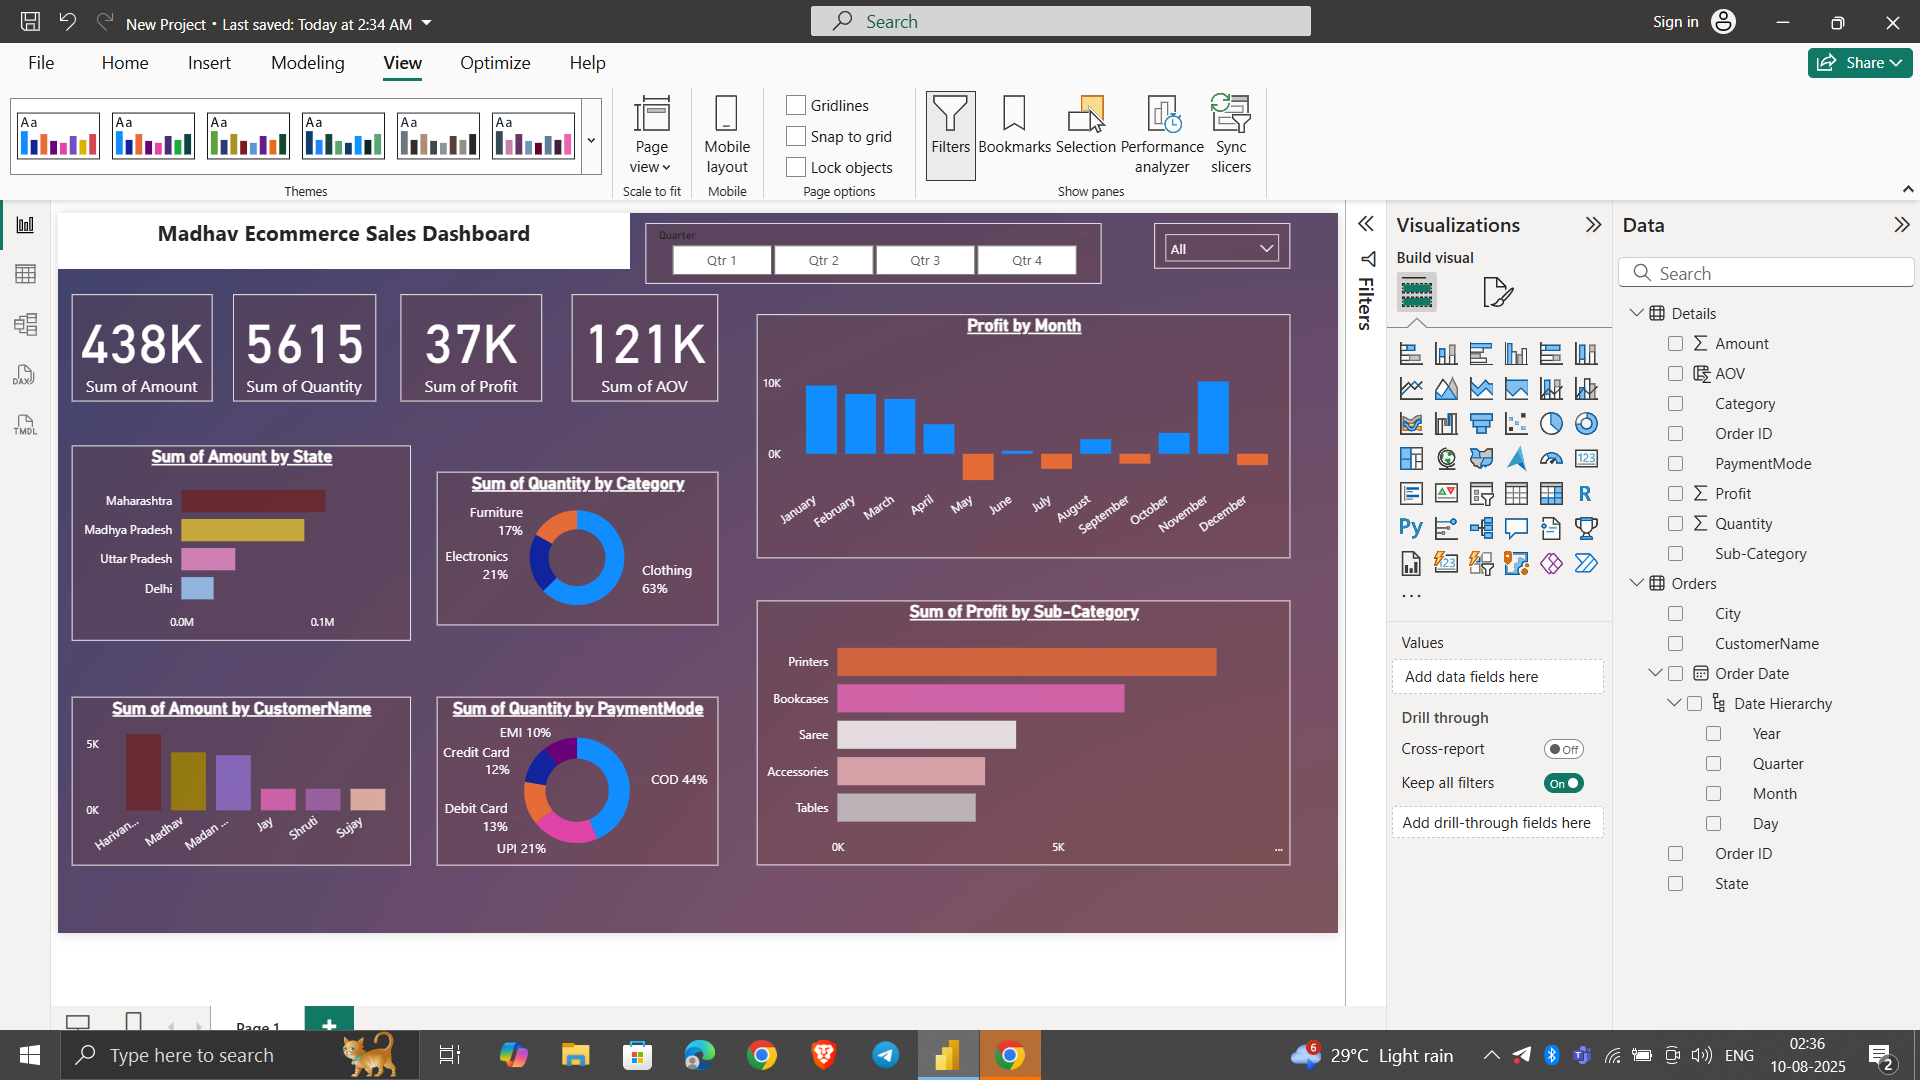 New Project • Last saved: Today at 2:34 AM
Search
Sign in
File
Home
Insert
Modeling
View
Optimize
Help
Share
Aa
Aa
Aa
Aa
Aa
Aa
Themes
Page view
Scale to fit
Mobile layout
Mobile
Gridlines
Snap to grid
Lock objects
Page options
Filters
Bookmarks
Selection
Performance analyzer
Sync slicers
Show panes
Madhav Ecommerce Sales Dashboard
Quarter
Qtr 1
Qtr 2
Qtr 3
Qtr 4
All
438K
Sum of Amount
5615
Sum of Quantity
37K
Sum of Profit
121K
Sum of AOV
Profit by Month
10K
0K
January
February
March
April
May
June
July
August
September
October
November
December
Sum of Amount by State
Maharashtra
Madhya Pradesh
Uttar Pradesh
Delhi
0.0M
0.1M
Sum of Quantity by Category
Furniture
17%
Electronics
21%
Clothing
63%
Sum of Profit by Sub-Category
Printers
Bookcases
Saree
Accessories
Tables
0K
5K
...
Sum of Amount by CustomerName
5K
0K
Harivan...
Madhav
Madan ...
Jay
Shruti
Sujay
Sum of Quantity by PaymentMode
EMI 10%
Credit Card
12%
COD 44%
Debit Card
13%
UPI 21%
Filters
Visualizations
Build visual
123
R
Py
123
...
Values
Add data fields here
Drill through
Cross-report
Off
Keep all filters
On
Add drill-through fields here
Data
Search
Details
Amount
AOV
Category
Order ID
PaymentMode
Profit
Quantity
Sub-Category
Orders
City
CustomerName
Order Date
Date Hierarchy
Year
Quarter
Month
Day
Order ID
State
DAX
TMDL
Page 1
Type here to search
6
29°C Light rain
ENG
02:36
10-08-2025
2